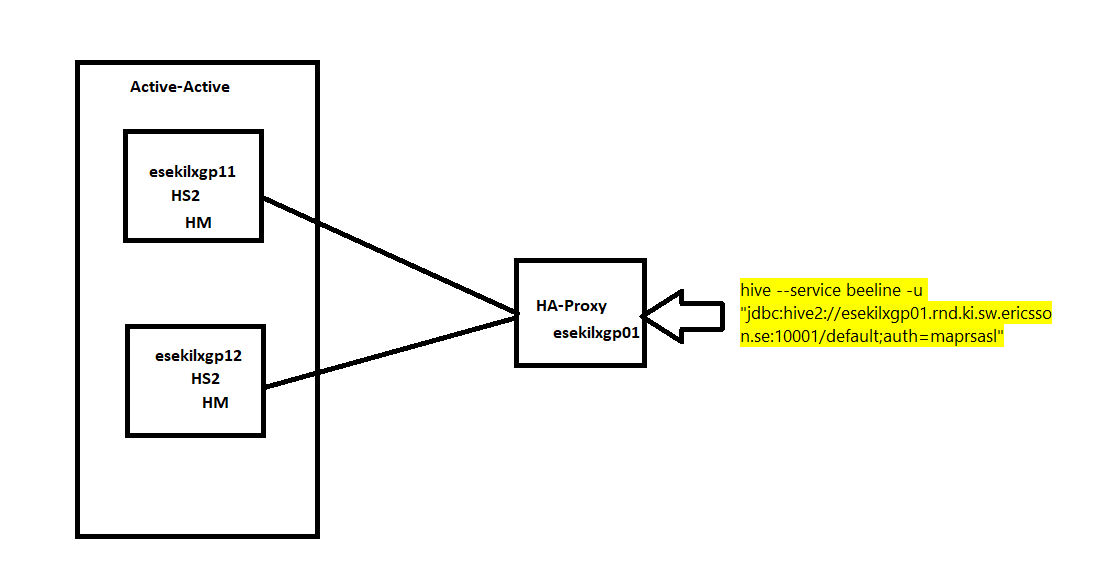 Active-Active
esekilxgp11
HS2
HM
esekilxgp12
HS2
HM
HA-Proxy
esekilxgp01
hive --service beeline -u
"jdbc:hive2://esekilxgp01.rnd.ki.sw.ericsso
n.se:10001/default;auth=maprsasl"